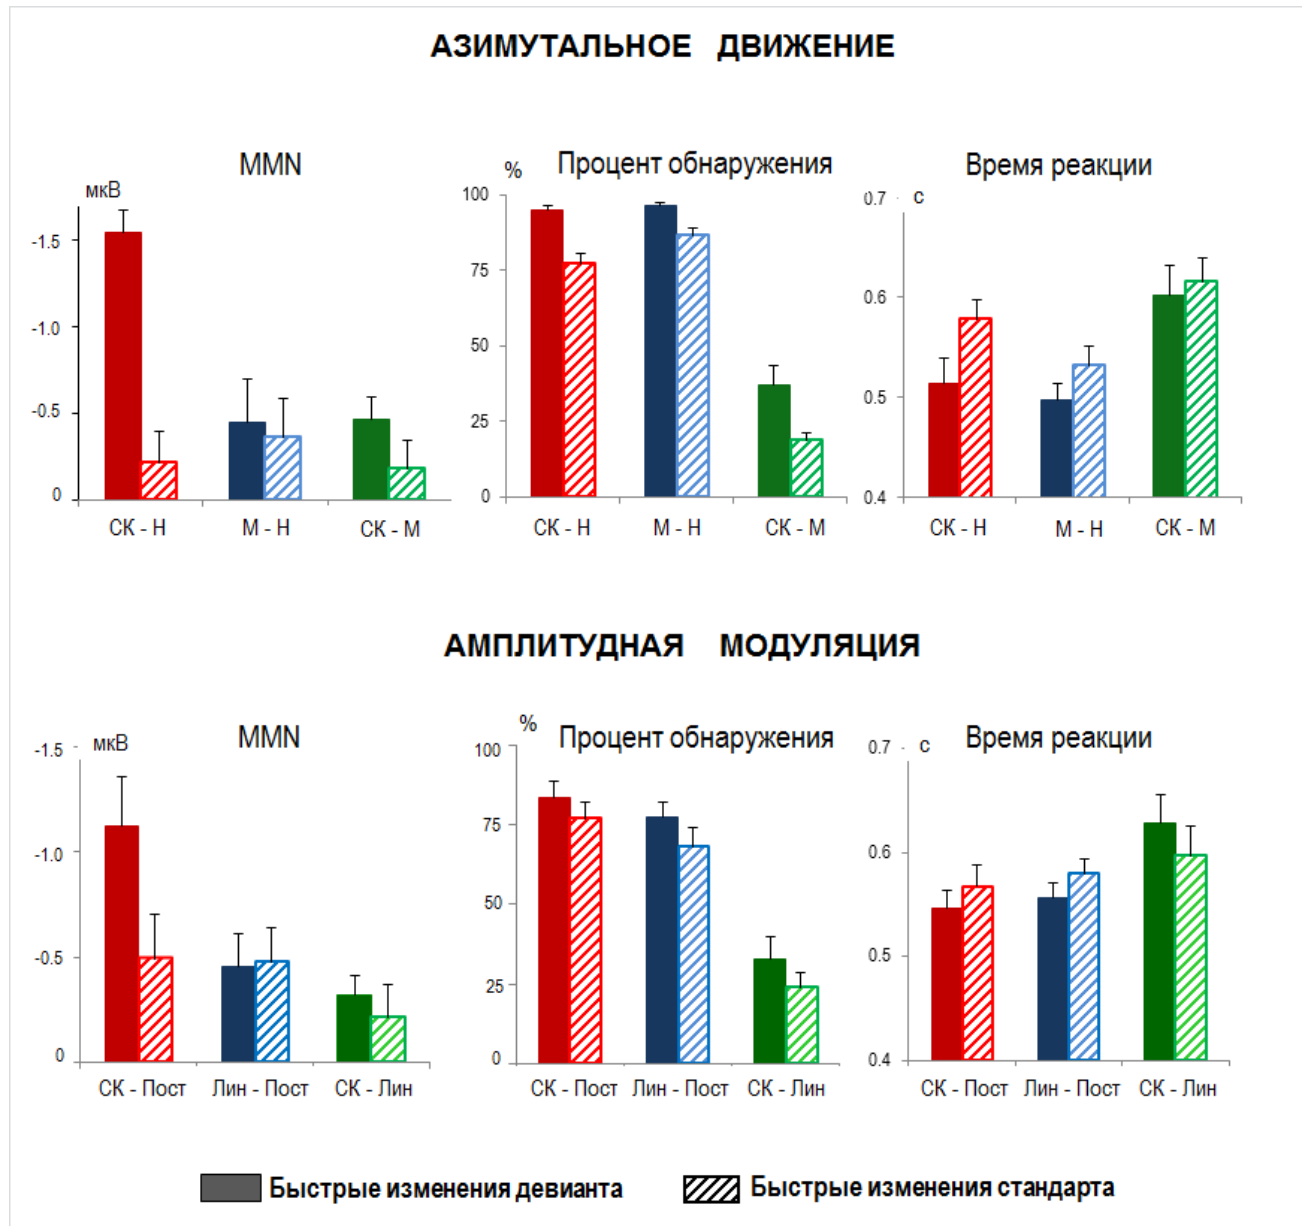 АЗИМУТАЛЬНОЕ ДВИЖЕНИЕ
MMN
Процент обнаружения
Время реакции
мкВ
-1.5
-1.0
-0.5
0
СК - Н
М - Н
СК - М
%
100
75
50
25
0
СК - Н
М - Н
СК - М
0.7
с
0.6
0.5
0.4
СК - Н
М - Н
СК - М
АМПЛИТУДНАЯ МОДУЛЯЦИЯ
MMN
Процент обнаружения
Время реакции
-1.5
мкВ
-1.0
-0.5
0
СК - Пост
Лин - Пост
СК - Лин
%
100
75
50
25
0
СК - Пост
Лин - Пост
СК - Лин
0.7
с
0.6
0.5
0.4
СК - Пост
Лин - Пост
СК - Лин
Быстрые изменения девианта
Быстрые изменения стандарта